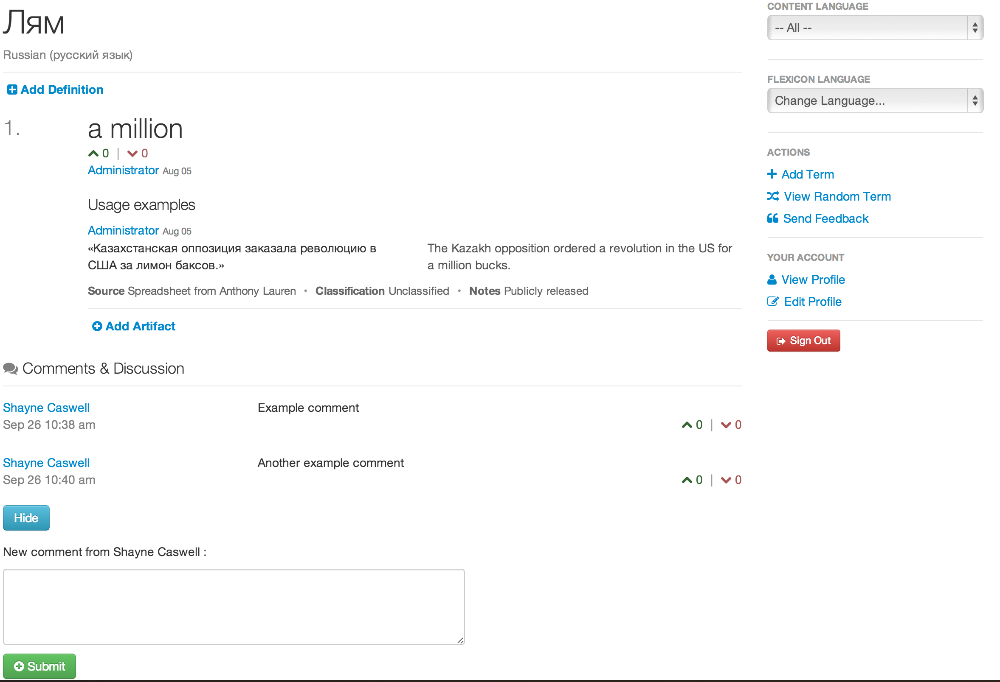 Лям
Russian (русский язык)
Add Definition
1.
a million
0 | 0
Administrator Aug 05
Usage examples
Administrator Aug 05
«Казахстанская оппозиция заказала революцию в
США за лимон баксов.»
The Kazakh opposition ordered a revolution in the US for
a million bucks.
Source Spreadsheet from Anthony Lauren • Classification Unclassified • Notes Publicly released
Add Artifact
Comments & Discussion
Shayne Caswell
Sep 26 10:38 am
Example comment
0 | 0
Shayne Caswell
Sep 26 10:40 am
Another example comment
0 | 0
Hide
New comment from Shayne Caswell :
Submit
CONTENT LANGUAGE
-- All --
FLEXICON LANGUAGE
Change Language...
ACTIONS
Add Term
View Random Term
Send Feedback
YOUR ACCOUNT
View Profile
Edit Profile
Sign Out